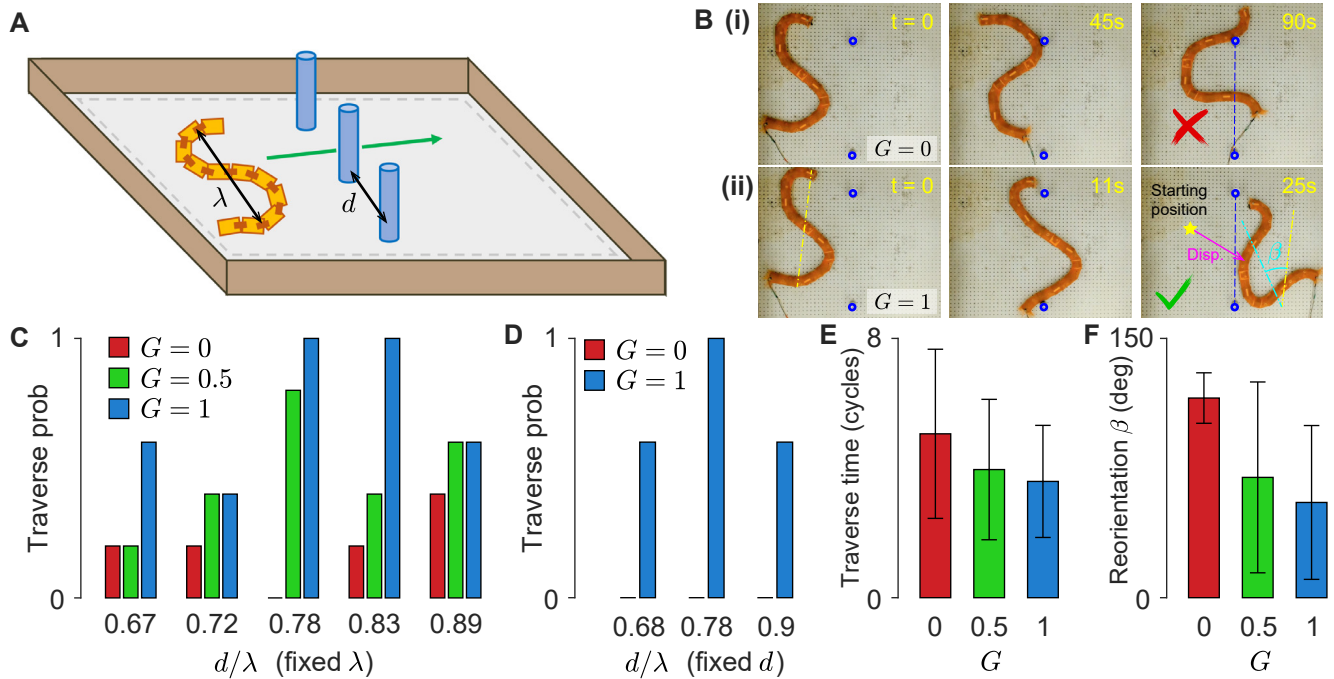 A
λ
d
B (i)
t = 0
G = 0
45s
90s
(ii)
t = 0
G = 1
11s
Starting
position
25s
Disp.
β
C
Traverse prob
1
0
G = 0
G = 0.5
G = 1
0.67 0.72 0.78 0.83 0.89
d/λ (fixed λ)
D
Traverse prob
1
0
G = 0
G = 1
0.68 0.78 0.9
d/λ (fixed d)
E
Traverse time (cycles)
8
0
0 0.5 1
G
F
Reorientation β (deg)
150
0
0 0.5 1
G